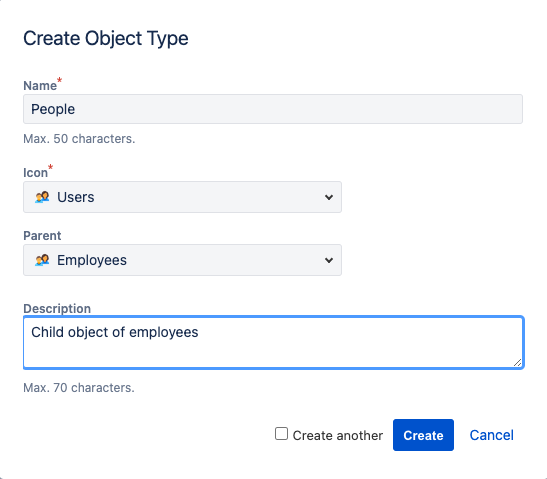 Create Object Type
Name*
People
Max. 50 characters.
Icon*
Users
Parent
Employees
Description
Child object of employees
Max. 70 characters.
Create another Create Cancel